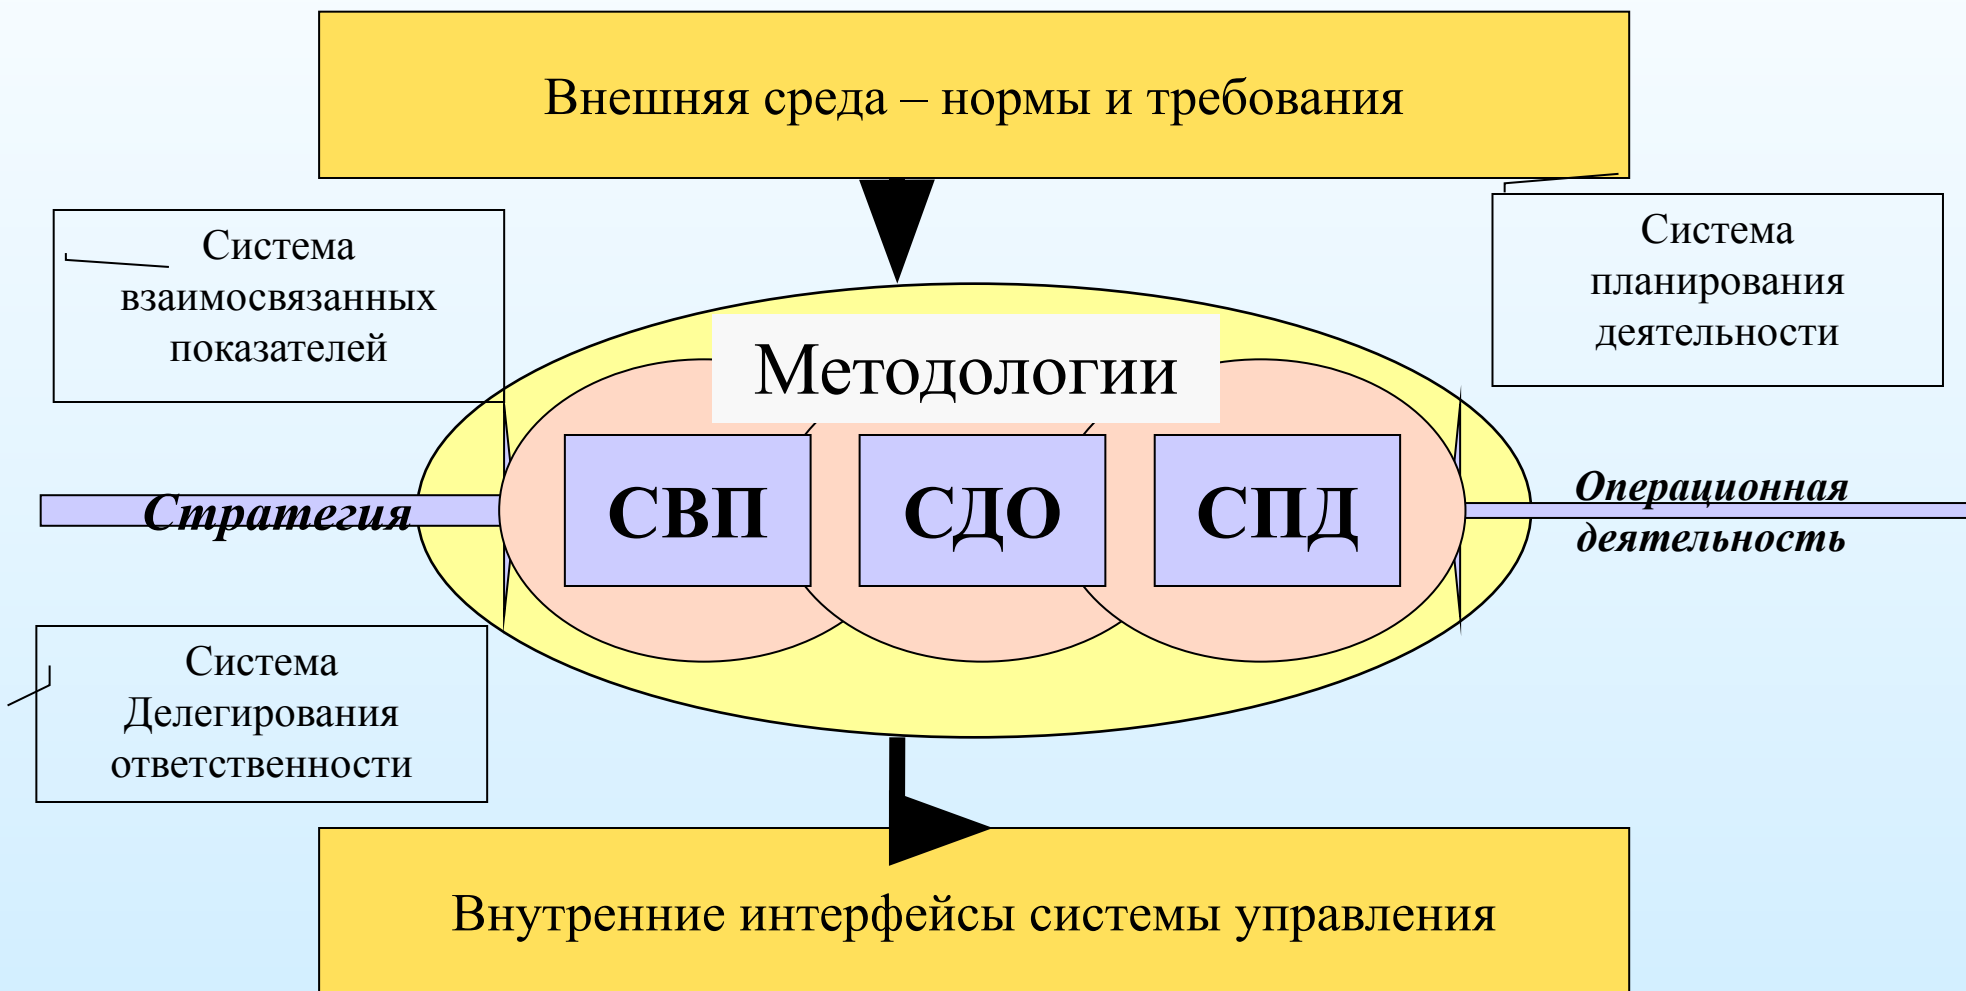 Внешняя среда – нормы и требования
Система
взаимосвязанных
показателей
Система
планирования
деятельности
Методологии
Стратегия
СВП
СДО
СПД
Операционная
деятельность
Система
Делегирования
ответственности
Внутренние интерфейсы системы управления